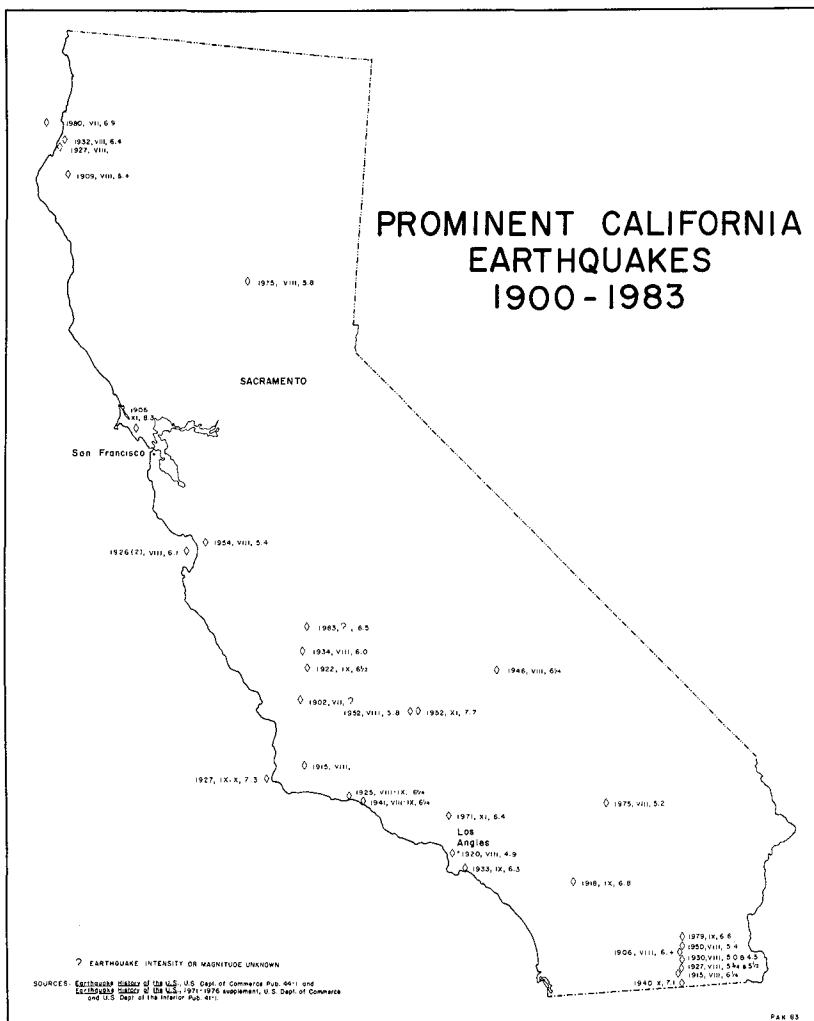 PROMINENT CALIFORNIA
EARTHQUAKES
1900-1983
1980, VII, 6.9
1932, VIII, 6.4
1927, VIII,
1909, VIII, 6.4
1975, VIII, 5.8
SACRAMENTO
1906
XI, 8.3
San Francisco
1954, VIII, 5.4
1926(2), VIII, 6.1
1983, ?, 6.5
1934, VIII, 6.0
1922, IX, 6½
1946, VIII, 6¼
1902, VII, ?
1952, VIII, 5.8
1952, XI, 7.7
1915, VIII,
1927, IX-X, 7.3
1925, VIII-IX, 6¼
1941, VIII-IX, 6¼
1975, VIII, 5.2
1971, XI, 6.4
Los
Angles
1920, VIII, 4.9
1933, IX, 6.3
1918, IX, 6.8
1979, IX, 6.6
1950, VIII, 5.4
1906, VIII, 6.+
1930, VIII, 5.0 & 4.5
1927, VIII, 5¾ & 5½
1915, VIII, 6¼
1940 X, 7.1
? EARTHQUAKE INTENSITY OR MAGNITUDE UNKNOWN
SOURCES: Earthquake History of the U.S., U.S. Dept. of Commerce Pub. 44-1 and
Earthquake History of the U.S., 1971-1976 supplement, U.S. Dept. of Commerce
and U.S. Dept of the Interior Pub. 41-1.
PAK 83